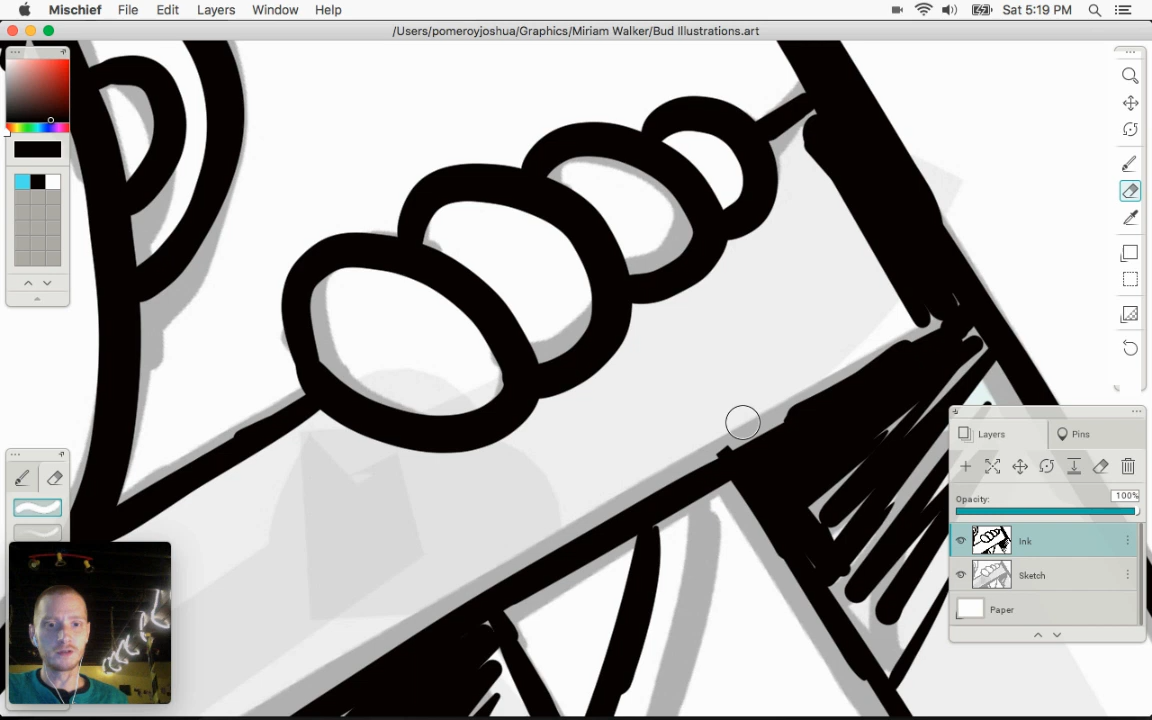 Mischief File Edit Layers Window Help Sat 5:19 PM
/Users/pomeroyjoshua/Graphics/Miriam Walker/Bud Illustrations.art
Layers Pins
Opacity: 100%
Ink
Sketch
Paper